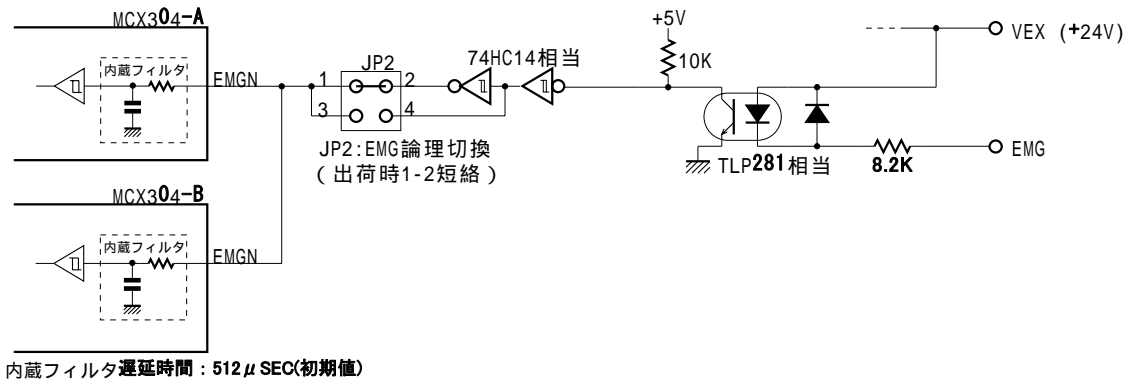 MCX304-A
内蔵フィルタ
EMGN
JP2
1
2
3
4
JP2:EMG論理切換
(出荷時1-2短絡)
74HC14相当
+5V
10K
TLP281相当
8.2K
VEX (+24V)
EMG
MCX304-B
内蔵フィルタ
EMGN
内蔵フィルタ遅延時間:512μSEC(初期値)